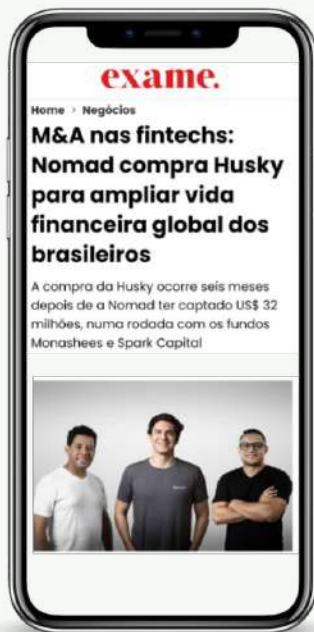 exame.
Home > Negócios
M&A nas fintechs:
Nomad compra Husky
para ampliar vida
financeira global dos
brasileiros
A compra da Husky ocorre seis meses
depois de a Nomad ter captado US$ 32
milhões, numa rodada com os fundos
Monashees e Spark Capital